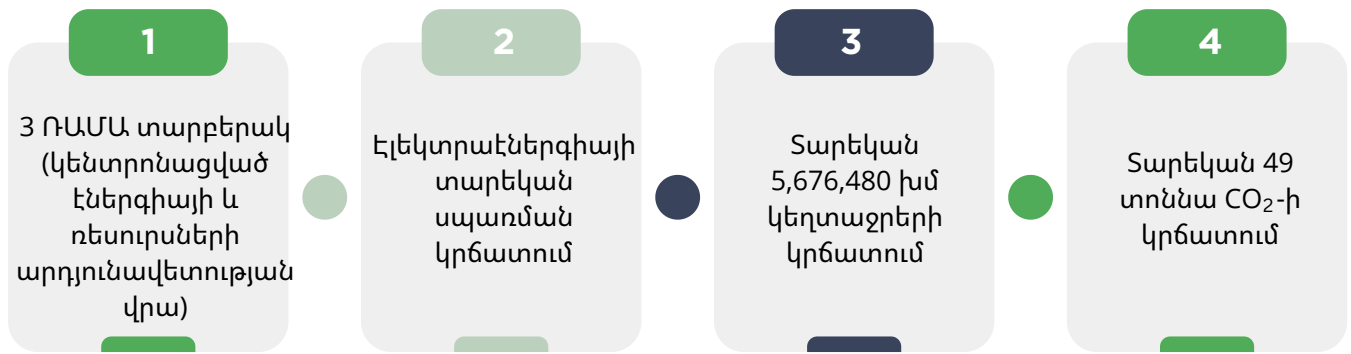 1
3 ՌԱՄԱ տարբերակ
(կենտրոնացված
էներգիայի և
ռեսուրսների
արդյունավետության
վրա)
2
Էլեկտրաէներգիայի
տարեկան
սպառման
կրճատում
3
Տարեկան
5,676,480 խմ
կեղտաջրերի
կրճատում
4
Տարեկան 49
տոննա CO₂-ի
կրճատում